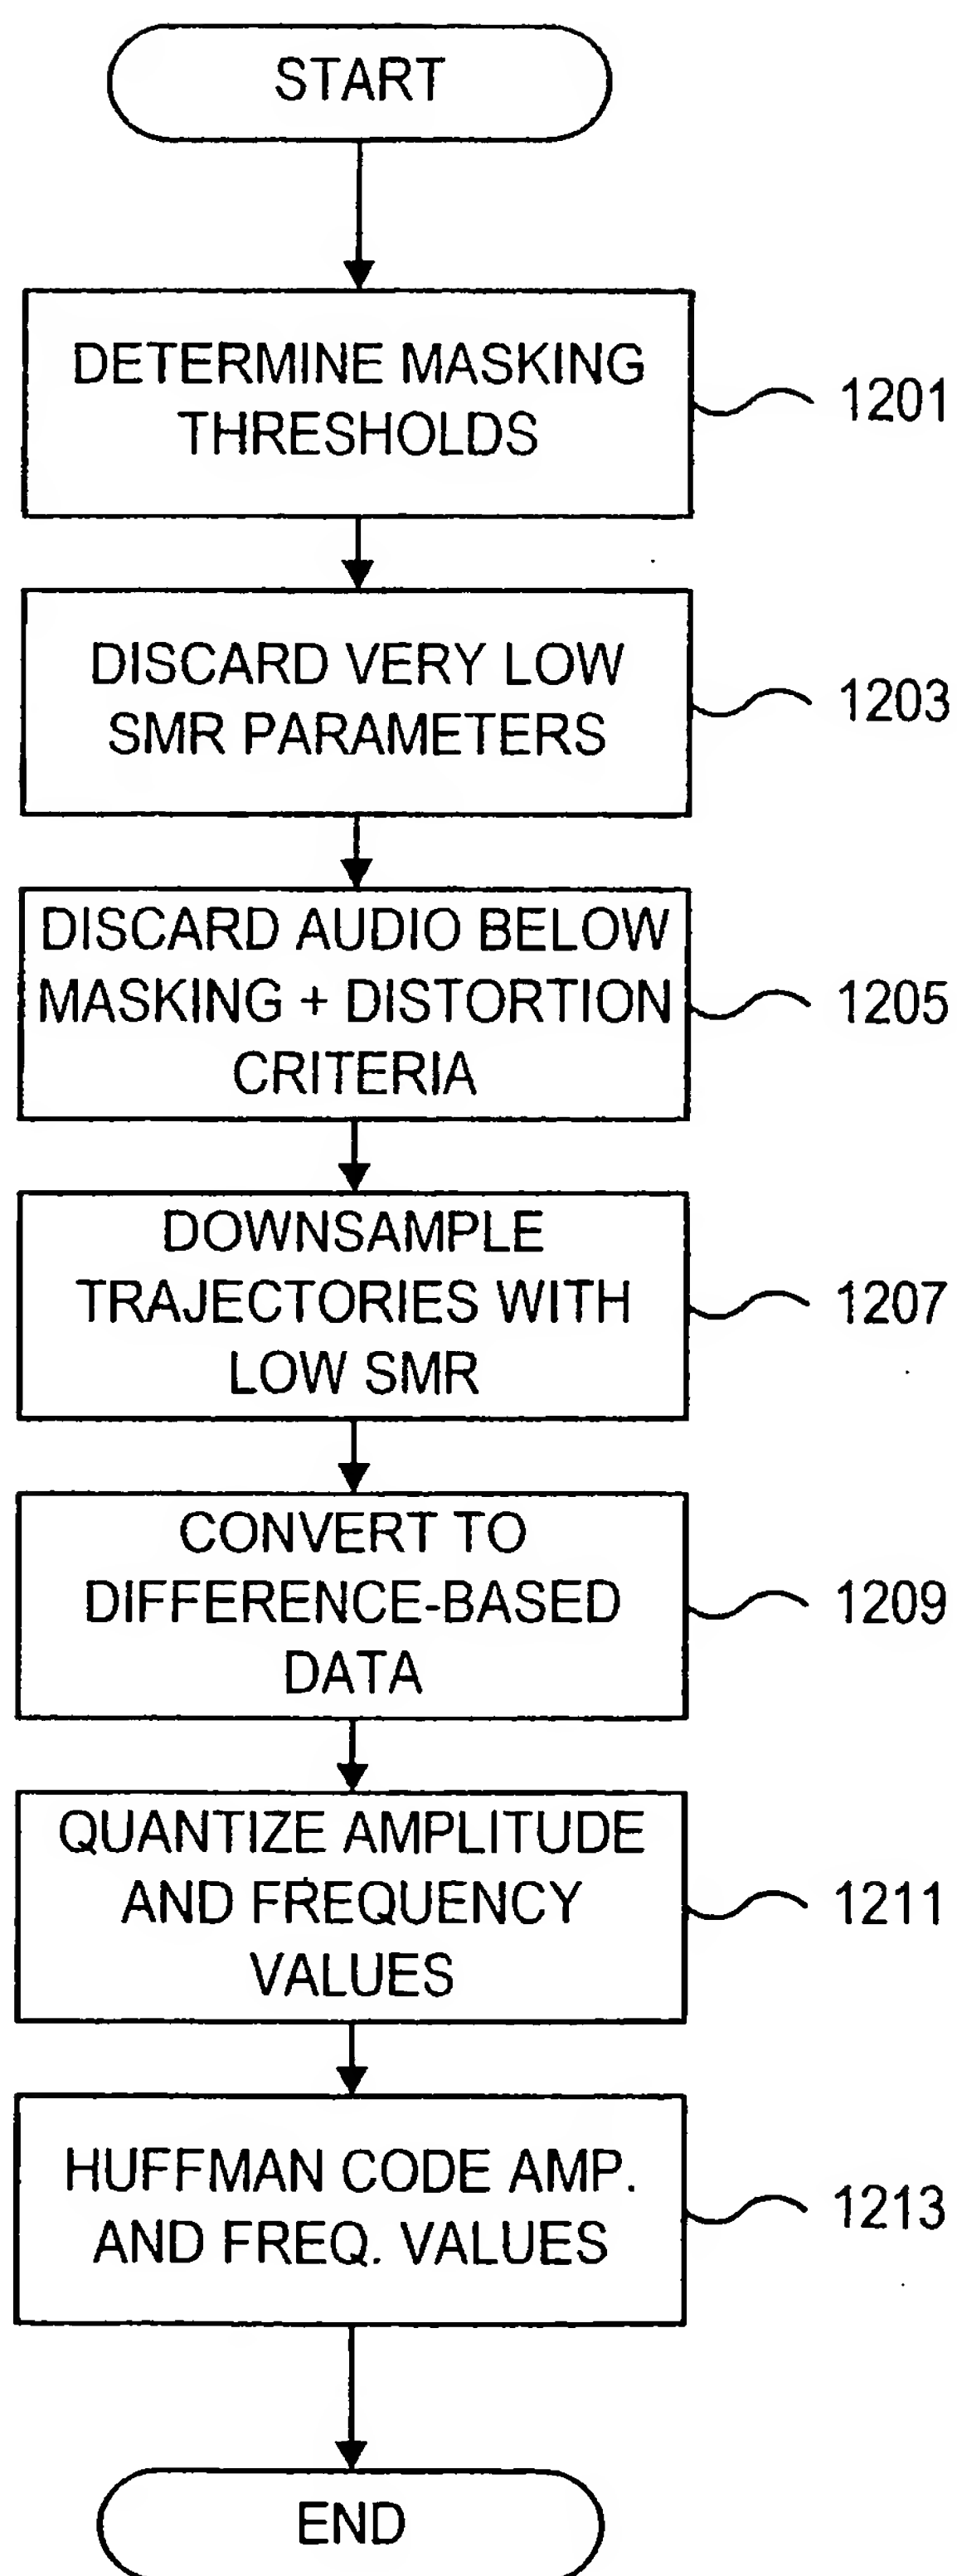 START
DETERMINE MASKING
THRESHOLDS
1201
DISCARD VERY LOW
SMR PARAMETERS
1203
DISCARD AUDIO BELOW
MASKING + DISTORTION
CRITERIA
1205
DOWNSAMPLE
TRAJECTORIES WITH
LOW SMR
1207
CONVERT TO
DIFFERENCE-BASED
DATA
1209
QUANTIZE AMPLITUDE
AND FREQUENCY
VALUES
1211
HUFFMAN CODE AMP.
AND FREQ. VALUES
1213
END